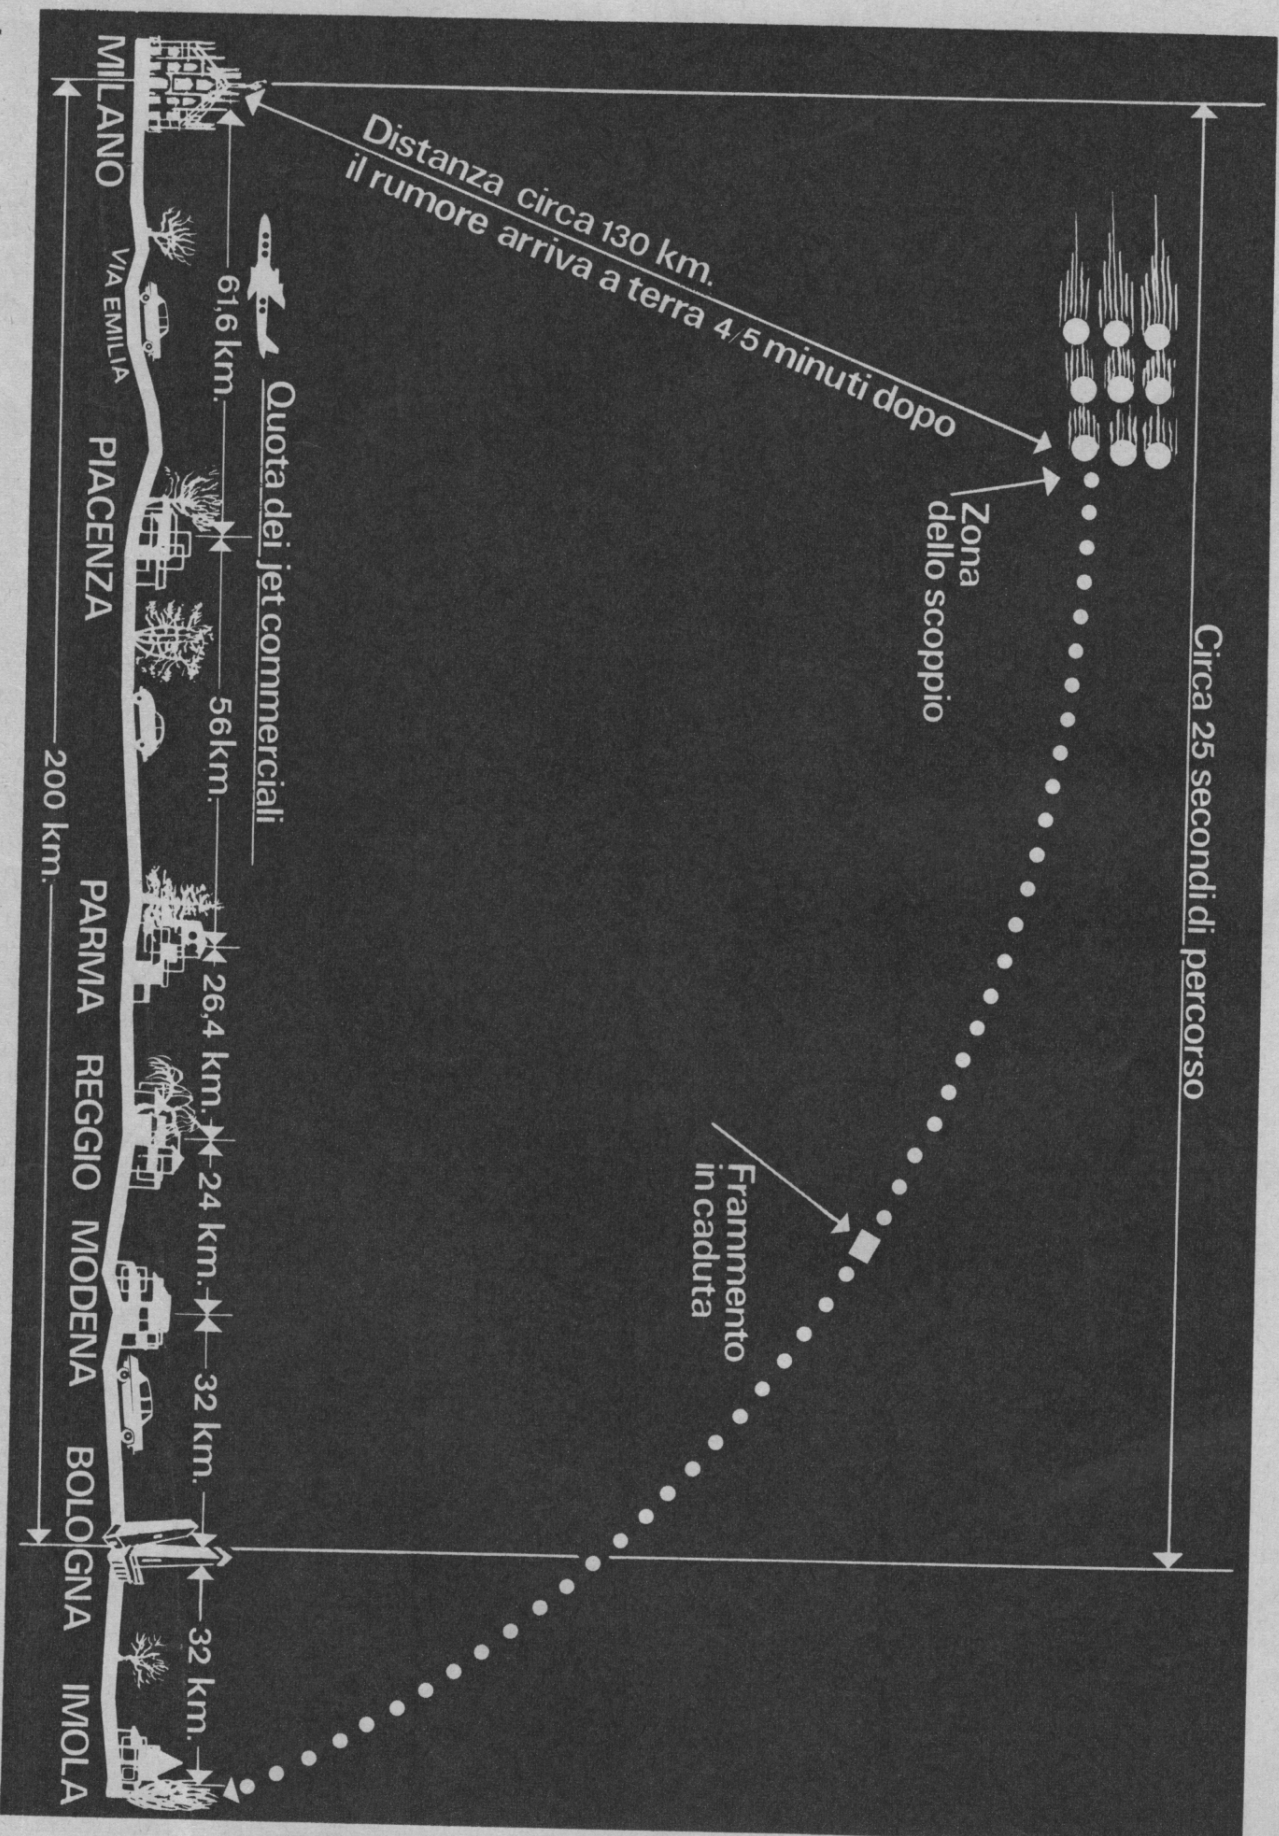 Circa 25 secondi di percorso
Distanza circa 130 km.
il rumore arriva a terra 4/5 minuti dopo
Zona
dello scoppio
Frammento
in caduta
Quota dei jet commerciali
61,6 km.
56 km.
26,4 km.
24 km.
32 km.
32 km.
VIA EMILIA
MILANO
PIACENZA
PARMA
REGGIO
MODENA
BOLOGNA
IMOLA
200 km.